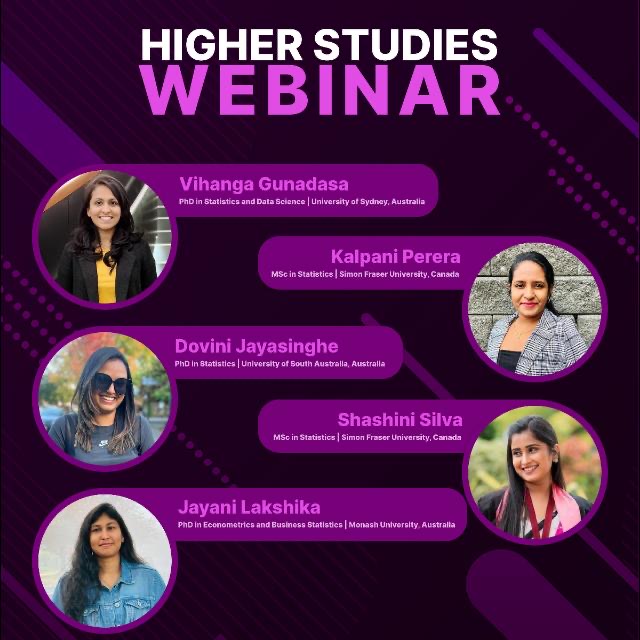 HIGHER STUDIES
WEBINAR
Vihanga Gunadasa
PhD in Statistics and Data Science | University of Sydney, Australia
Kalpani Perera
MSc in Statistics | Simon Fraser University, Canada
Dovini Jayasinghe
PhD in Statistics | University of South Australia, Australia
Shashini Silva
MSc in Statistics | Simon Fraser University, Canada
Jayani Lakshika
PhD in Econometrics and Business Statistics | Monash University, Australia